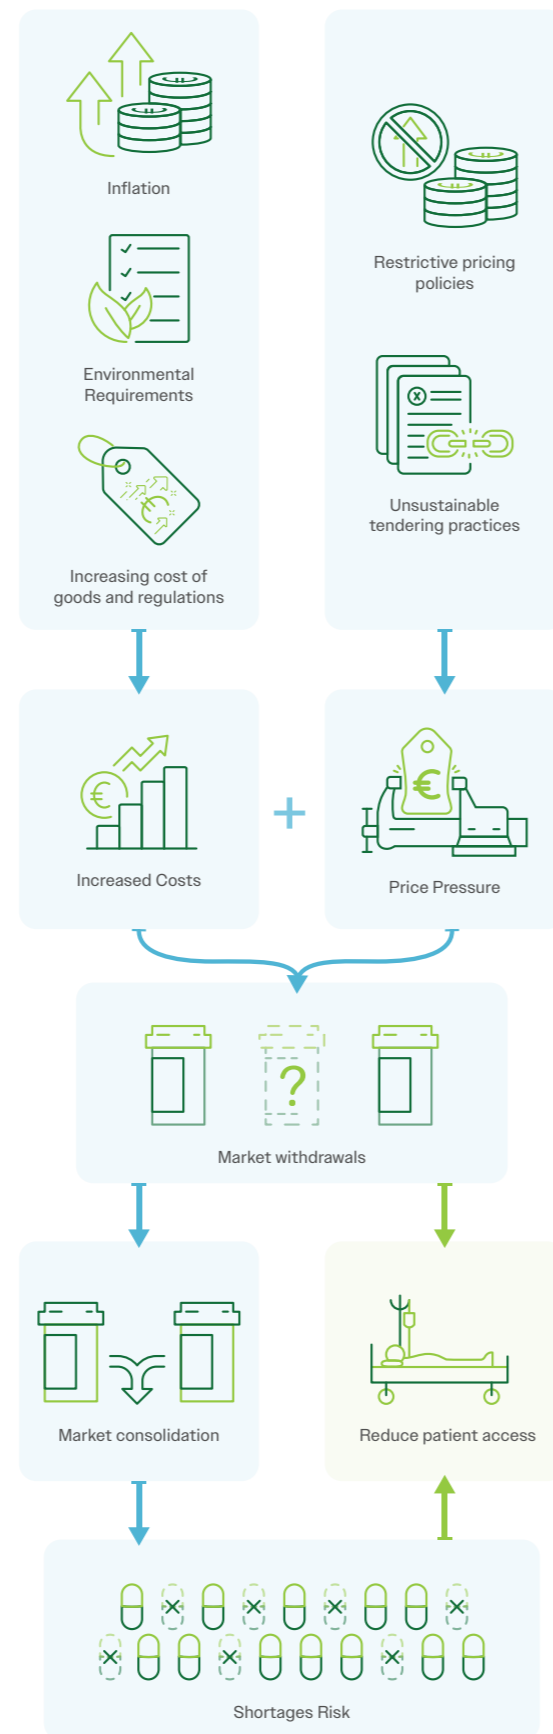 Inflation
Environmental
Requirements
Increasing cost of
goods and regulations
Restrictive pricing
policies
Unsustainable
tendering practices
€
Increased Costs
+
€
Price Pressure
?
Market withdrawals
Market consolidation
Reduce patient access
Shortages Risk